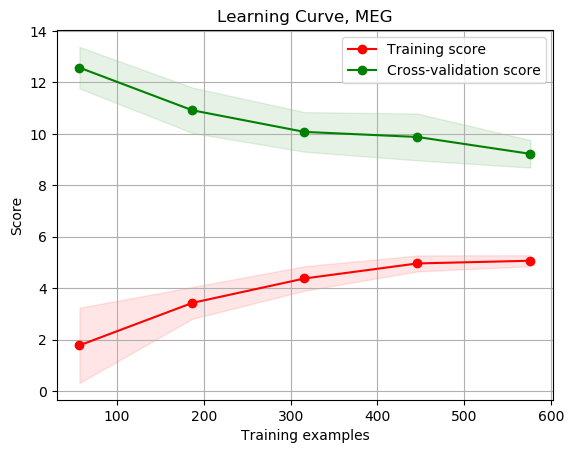 Learning Curve, MEG
Training score
Cross-validation score
Score
14
12
10
8
6
4
2
0
100
200
300
400
500
600
Training examples